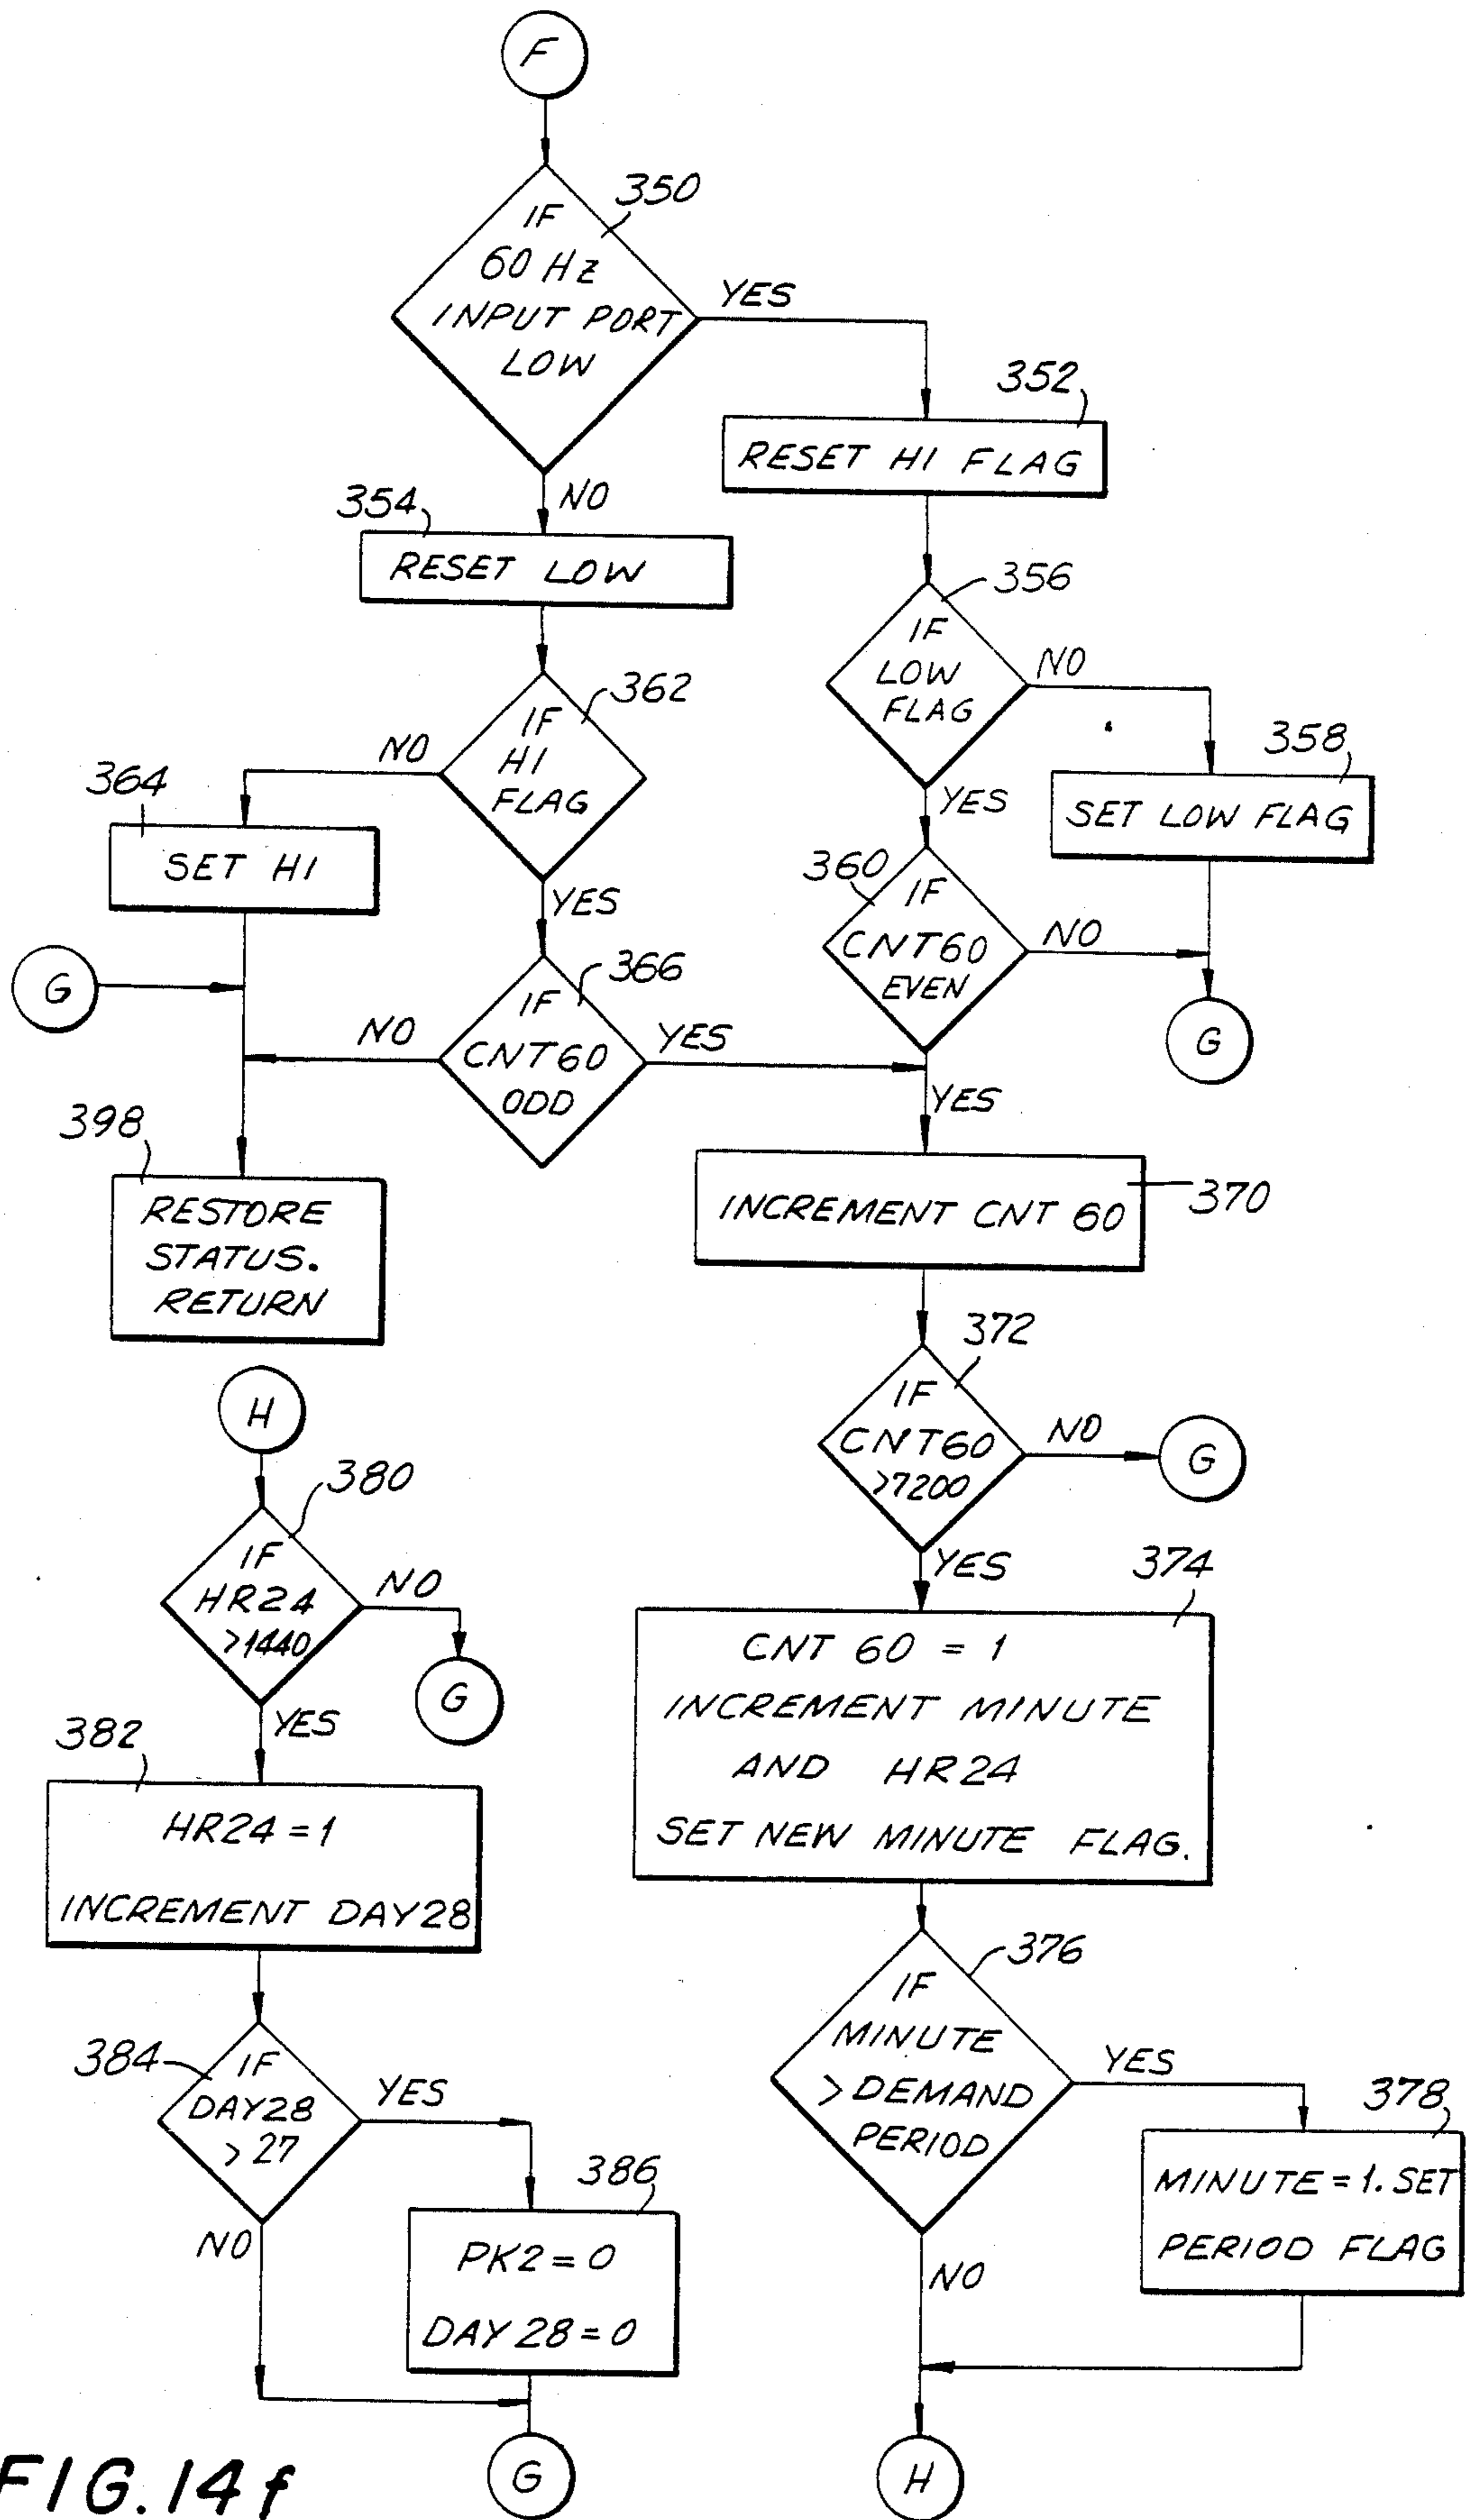 F
350
IF
60 HZ
INPUT PORT
LOW
YES
NO
352
RESET HI FLAG
354
RESET LOW
356
IF
LOW
FLAG
NO
YES
358
SET LOW FLAG
362
IF
HI
FLAG
NO
YES
364
SET HI
360
IF
CNT60
EVEN
NO
YES
G
G
366
IF
CNT60
ODD
NO
YES
398
RESTORE
STATUS.
RETURN
370
INCREMENT CNT 60
372
IF
CNT60
>7200
NO
G
YES
374
CNT 60 = 1
INCREMENT MINUTE
AND HR24
SET NEW MINUTE FLAG.
376
IF
MINUTE
> DEMAND
PERIOD
YES
NO
378
MINUTE = 1. SET
PERIOD FLAG
H
H
380
IF
HR24
>1440
NO
G
YES
382
HR24 = 1
INCREMENT DAY28
384
IF
DAY28
> 27
YES
NO
386
PK2 = 0
DAY 28 = 0
G
FIG. 14f